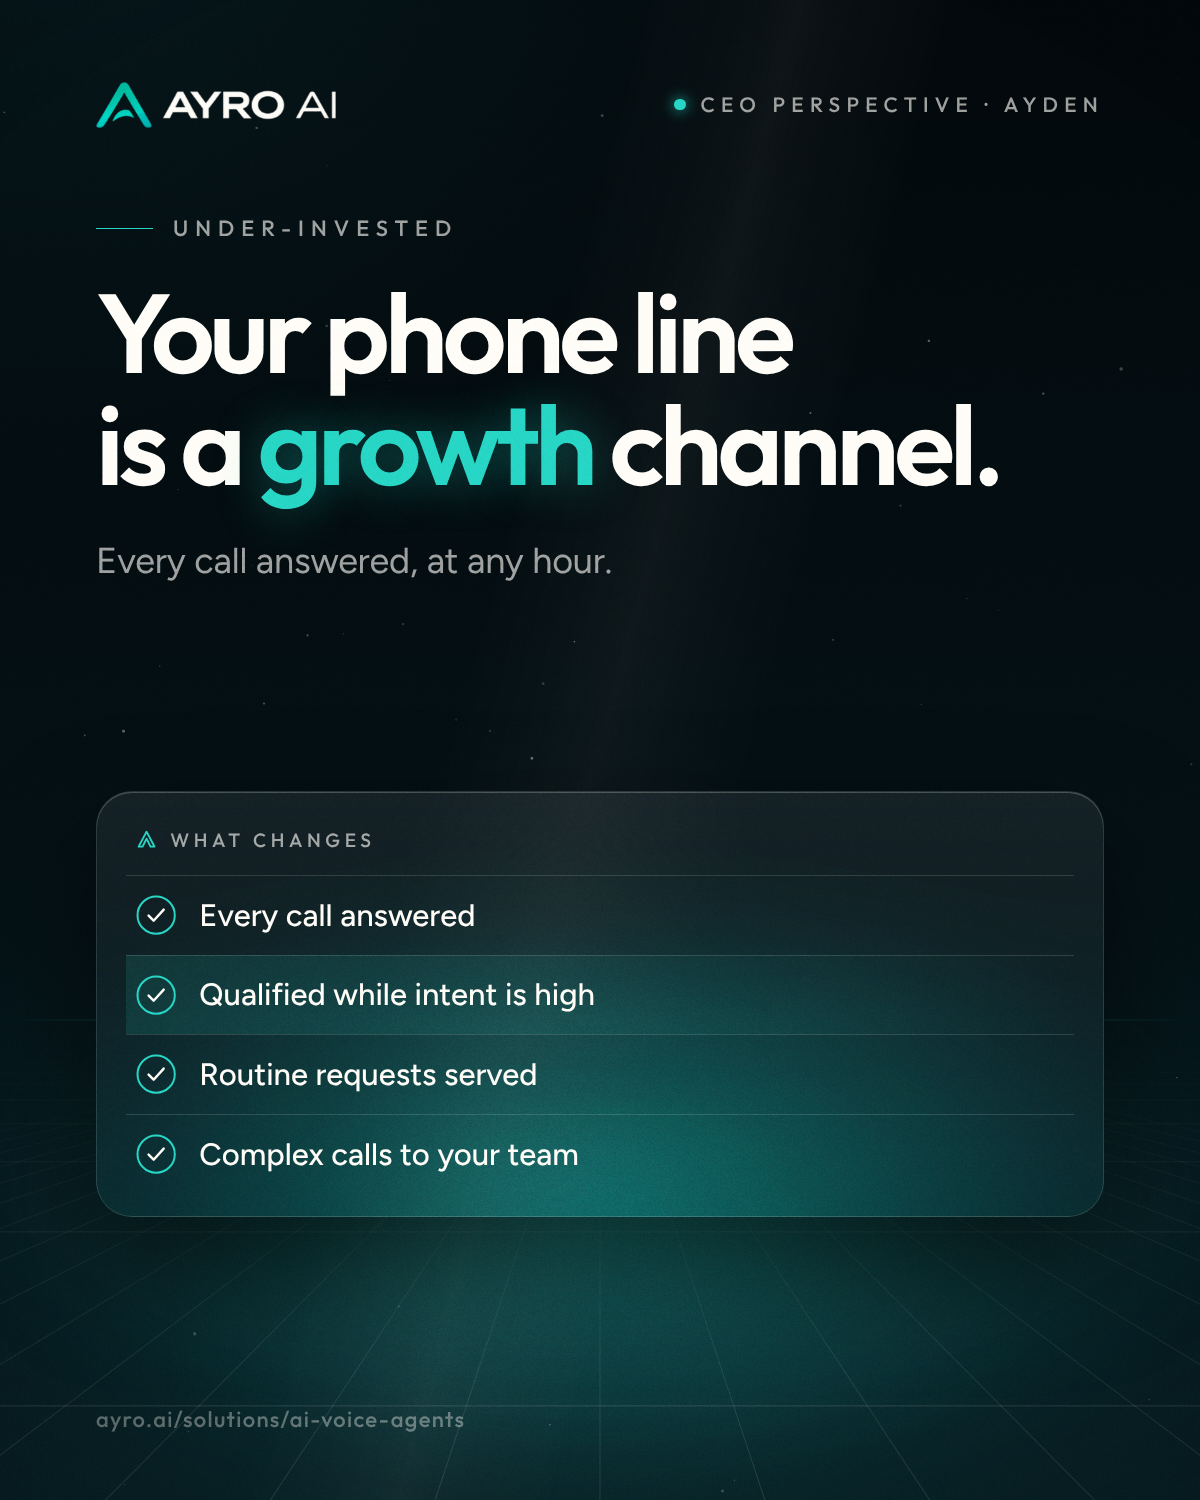 AYRO AI
CEO PERSPECTIVE · AYDEN
UNDER-INVESTED
Your phone line
is a growth channel.
Every call answered, at any hour.
WHAT CHANGES
Every call answered
Qualified while intent is high
Routine requests served
Complex calls to your team
ayro.ai/solutions/ai-voice-agents